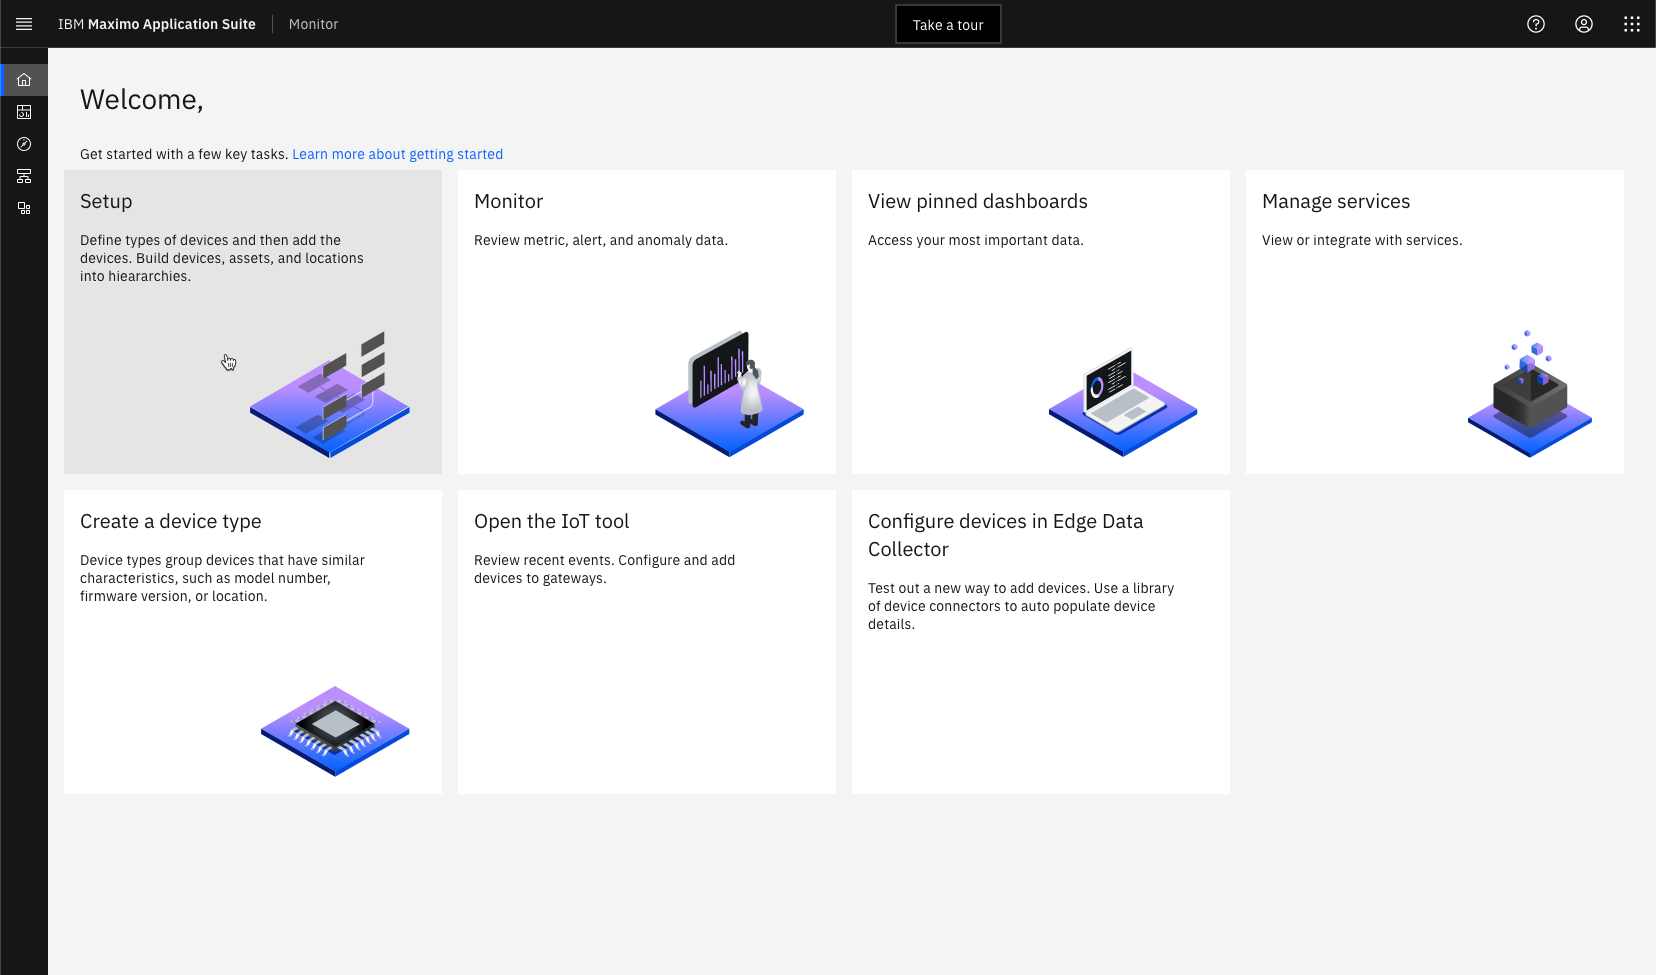 IBM Maximo Application Suite
Monitor
Take a tour
Welcome,
Get started with a few key tasks. Learn more about getting started
Setup
Define types of devices and then add the
devices. Build devices, assets, and locations
into hieararchies.
Monitor
Review metric, alert, and anomaly data.
View pinned dashboards
Access your most important data.
Manage services
View or integrate with services.
Create a device type
Device types group devices that have similar
characteristics, such as model number,
firmware version, or location.
Open the IoT tool
Review recent events. Configure and add
devices to gateways.
Configure devices in Edge Data
Collector
Test out a new way to add devices. Use a library
of device connectors to auto populate device
details.